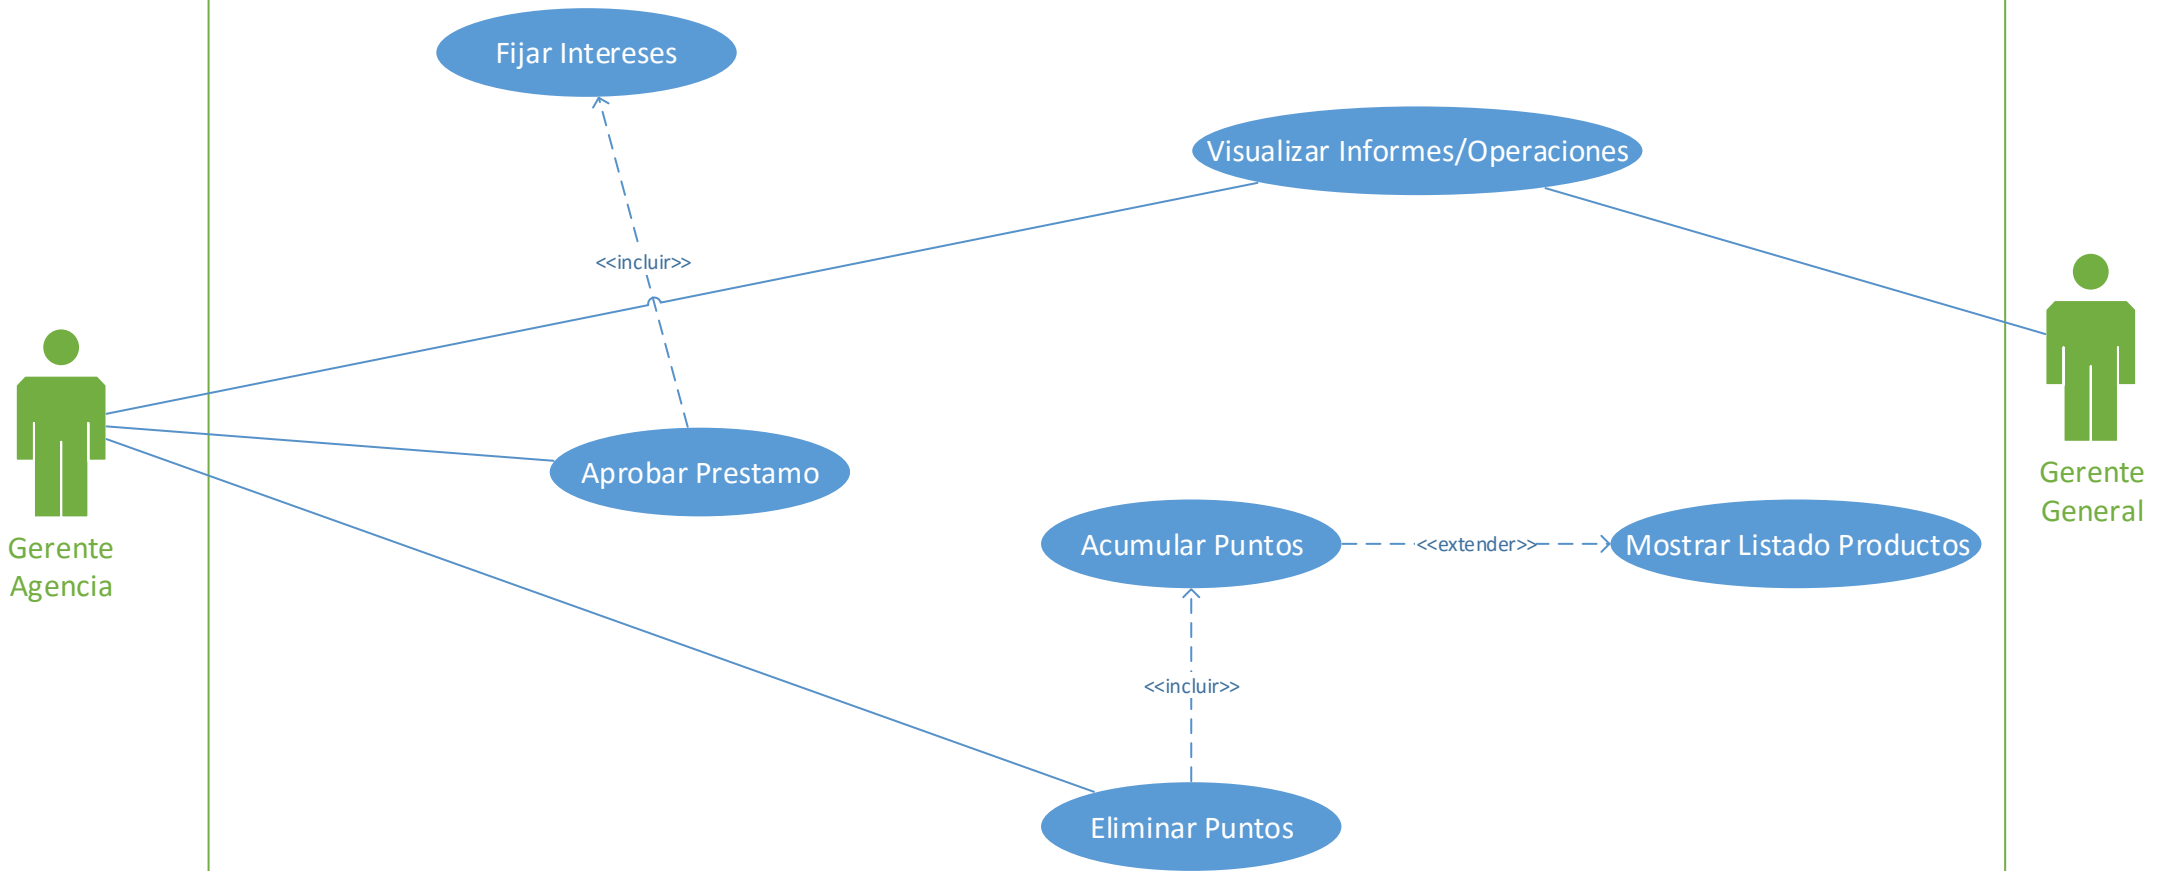 Fijar Intereses
Visualizar Informes/Operaciones
<<incluir>>
Aprobar Prestamo
Gerente
General
Gerente
Agencia
Acumular Puntos
<<extender>>
Mostrar Listado Productos
<<incluir>>
Eliminar Puntos